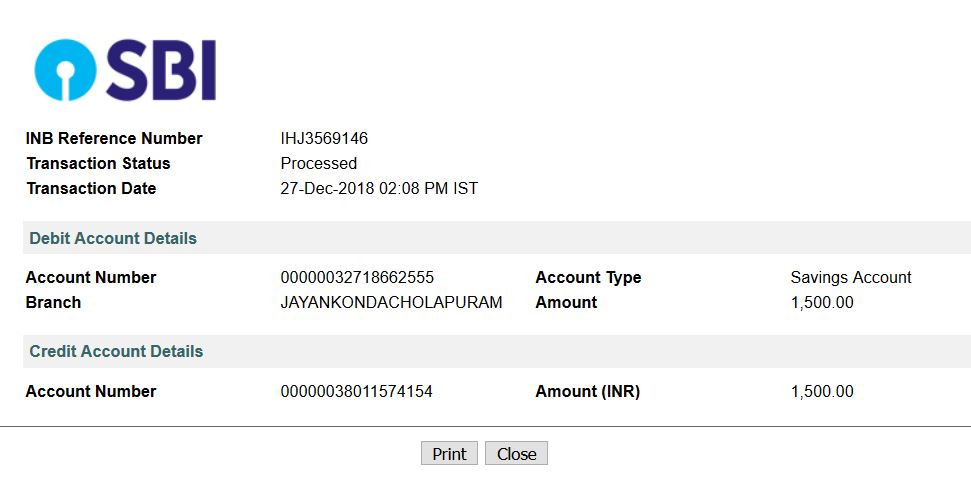 SBI
INB Reference Number IHJ3569146
Transaction Status Processed
Transaction Date 27-Dec-2018 02:08 PM IST
Debit Account Details
Account Number 00000032718662555 Account Type Savings Account
Branch JAYANKONDACHOLAPURAM Amount 1,500.00
Credit Account Details
Account Number 00000038011574154 Amount (INR) 1,500.00
Print Close